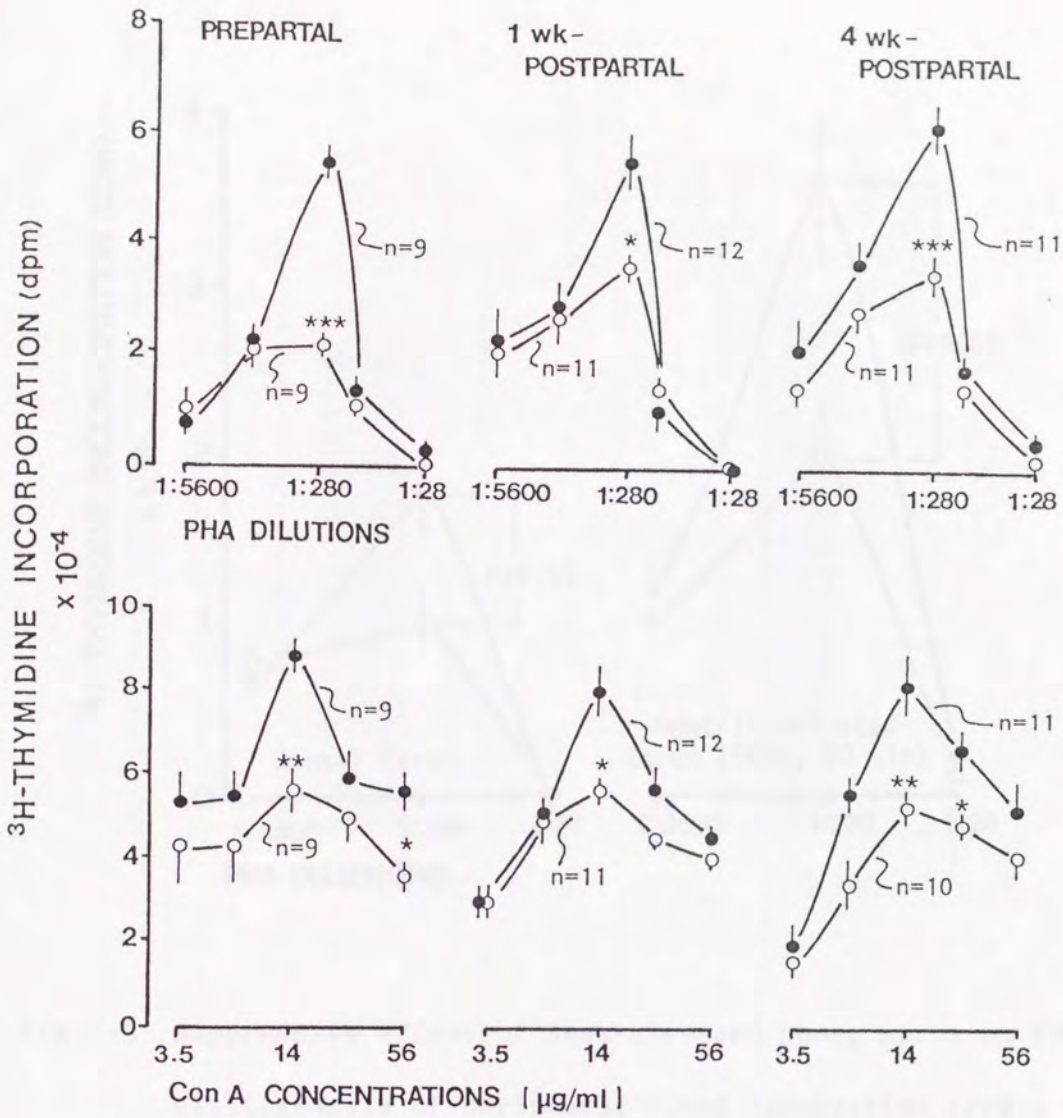 8
PREPARTAL
1 wk-
POSTPARTAL
4 wk-
POSTPARTAL
6
4
2
0
n=9
***
n=9
n=12
*
n=11
n=11
***
n=11
1:5600 1:280 1:28
1:5600 1:280 1:28
1:5600 1:280 1:28
PHA DILUTIONS
³H-THYMIDINE INCORPORATION (dpm)
x 10⁻⁴
10
8
6
4
2
0
n=9
**
n=9
*
n=12
*
n=11
n=11
**
*
n=10
3.5 14 56
3.5 14 56
3.5 14 56
Con A CONCENTRATIONS [μg/ml]